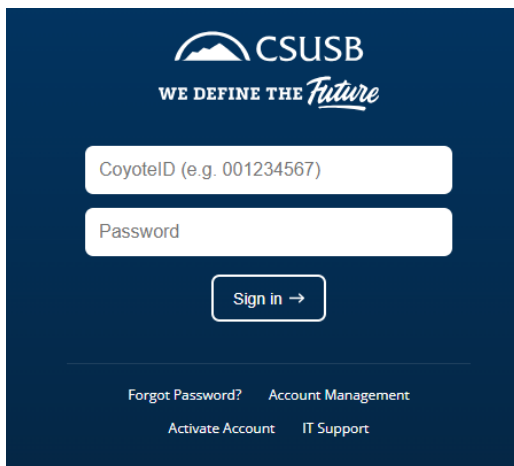 CSUSB
WE DEFINE THE Future
CoyoteID (e.g. 001234567)
Password
Sign in →
Forgot Password? Account Management
Activate Account IT Support